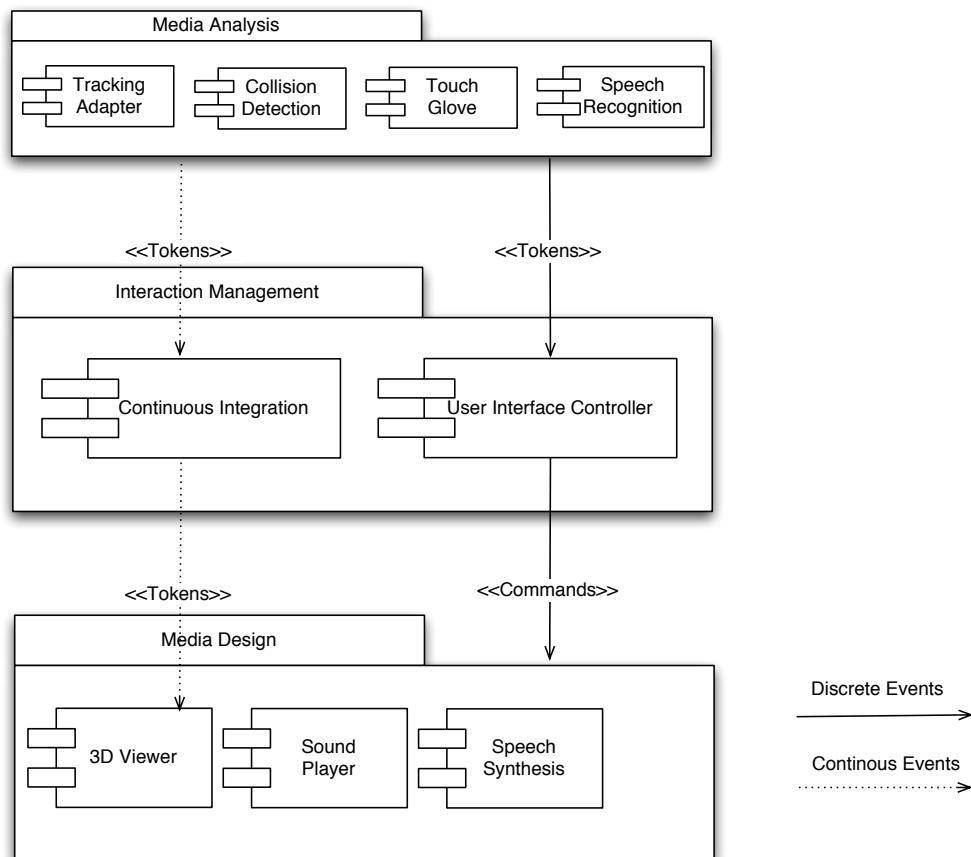 Media Analysis
Tracking
Adapter
Collision
Detection
Touch
Glove
Speech
Recognition
<<Tokens>>
<<Tokens>>
Interaction Management
Continuous Integration
User Interface Controller
<<Tokens>>
<<Commands>>
Media Design
3D Viewer
Sound
Player
Speech
Synthesis
Discrete Events
Continous Events